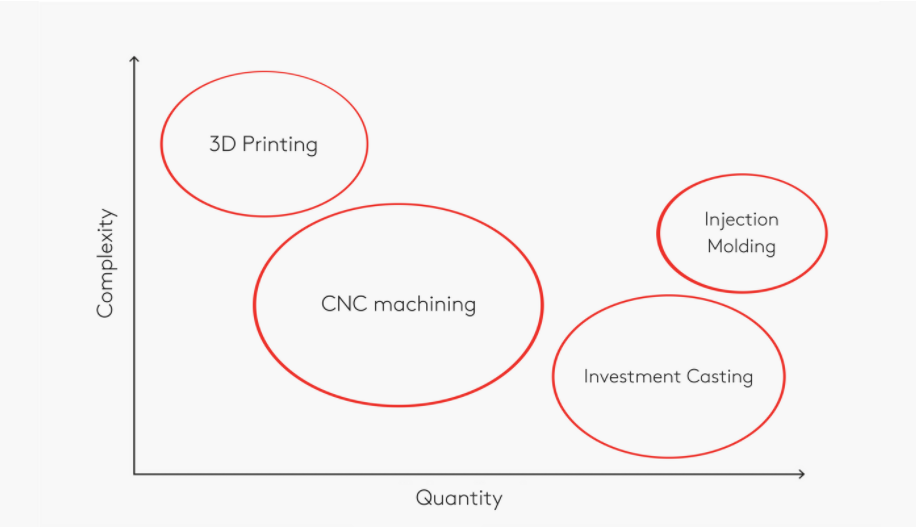 3D Printing
Injection
Molding
Complexity
CNC machining
Investment Casting
Quantity